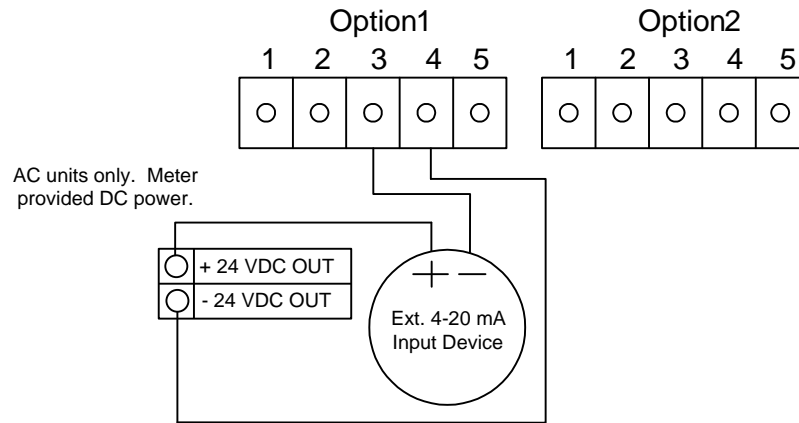 Option1 Option2
1 2 3 4 5 1 2 3 4 5
AC units only. Meter
provided DC power.
+ 24 VDC OUT
- 24 VDC OUT
+ −
Ext. 4-20 mA
Input Device